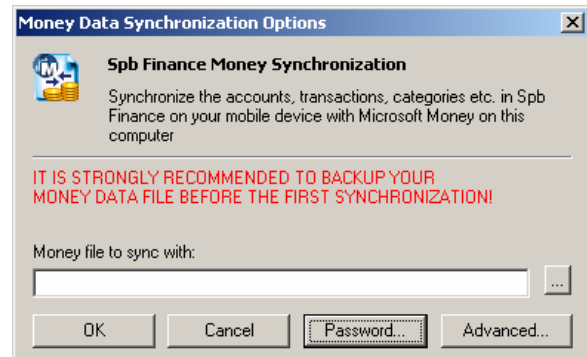 Money Data Synchronization Options
Spb Finance Money Synchronization
Synchronize the accounts, transactions, categories etc. in Spb
Finance on your mobile device with Microsoft Money on this
computer
IT IS STRONGLY RECOMMENDED TO BACKUP YOUR
MONEY DATA FILE BEFORE THE FIRST SYNCHRONIZATION!
Money file to sync with:
...
OK Cancel Password... Advanced...